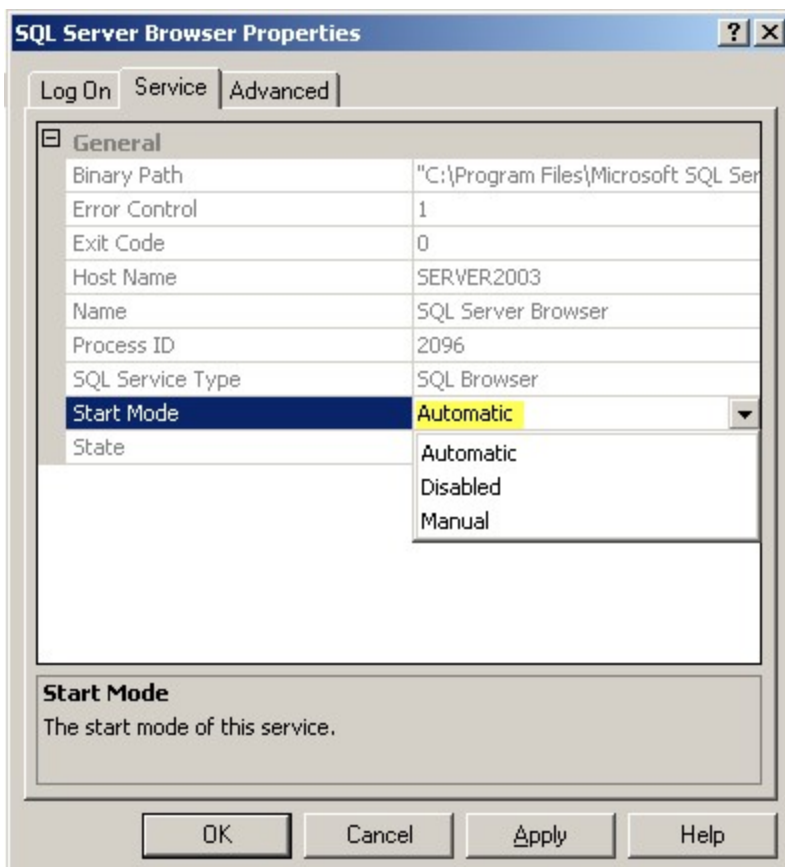 SQL Server Browser Properties
Log On Service Advanced
General
Binary Path "C:\Program Files\Microsoft SQL Ser
Error Control 1
Exit Code 0
Host Name SERVER2003
Name SQL Server Browser
Process ID 2096
SQL Service Type SQL Browser
Start Mode Automatic
State
Automatic
Disabled
Manual
Start Mode
The start mode of this service.
OK Cancel Apply Help